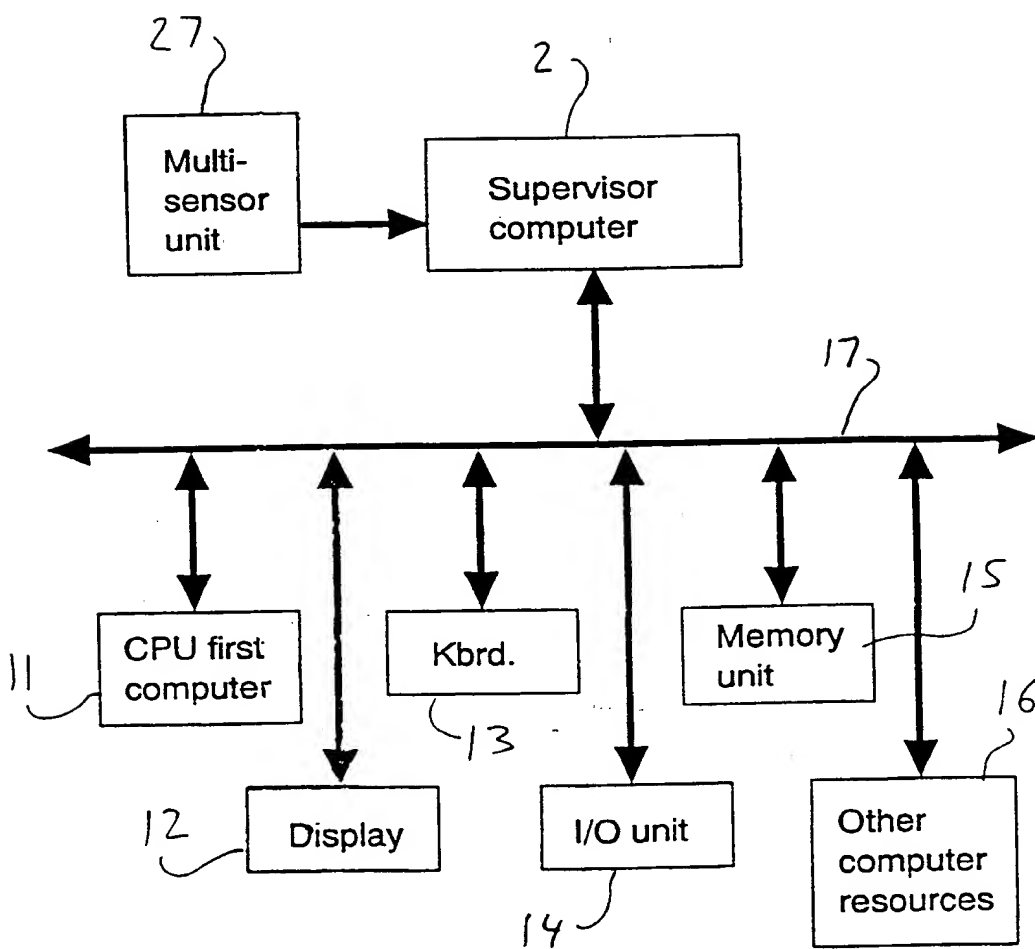 27
2
Multi-
sensor
unit
Supervisor
computer
17
CPU first
computer
11
Kbrd.
13
Memory
unit
15
16
Display
12
I/O unit
14
Other
computer
resources